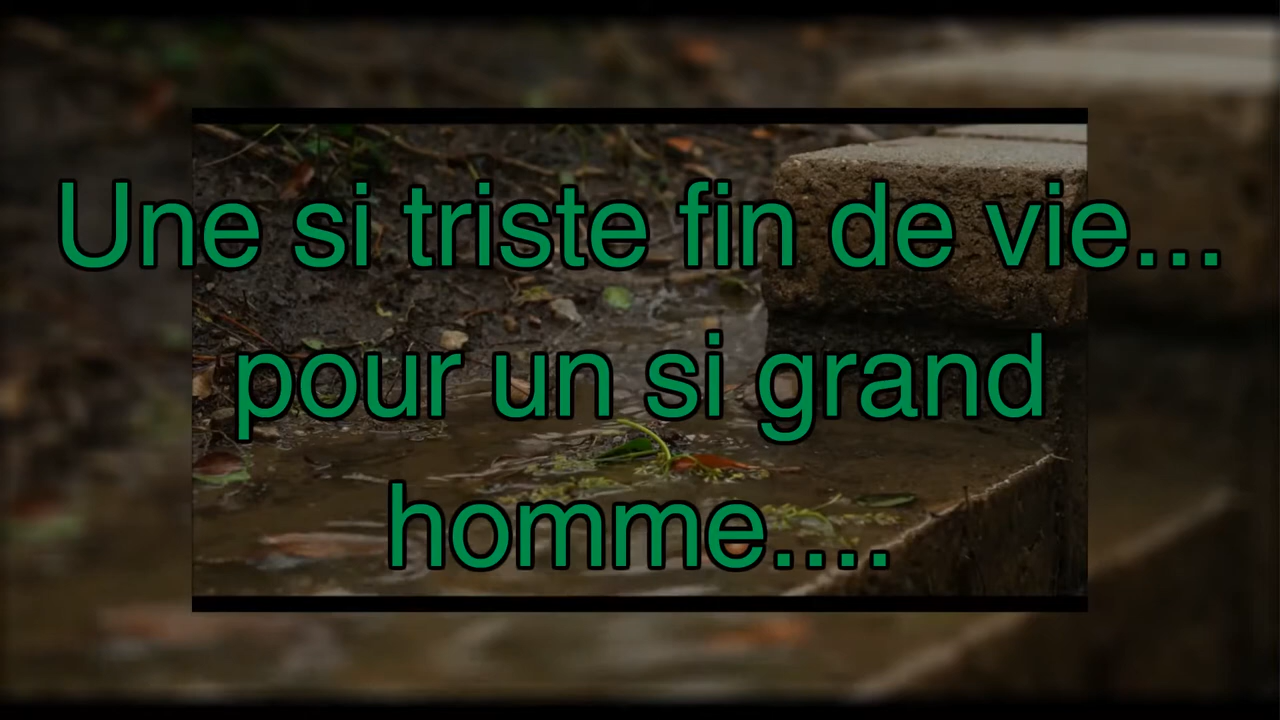 Une si triste fin de vie...
pour un si grand
homme....